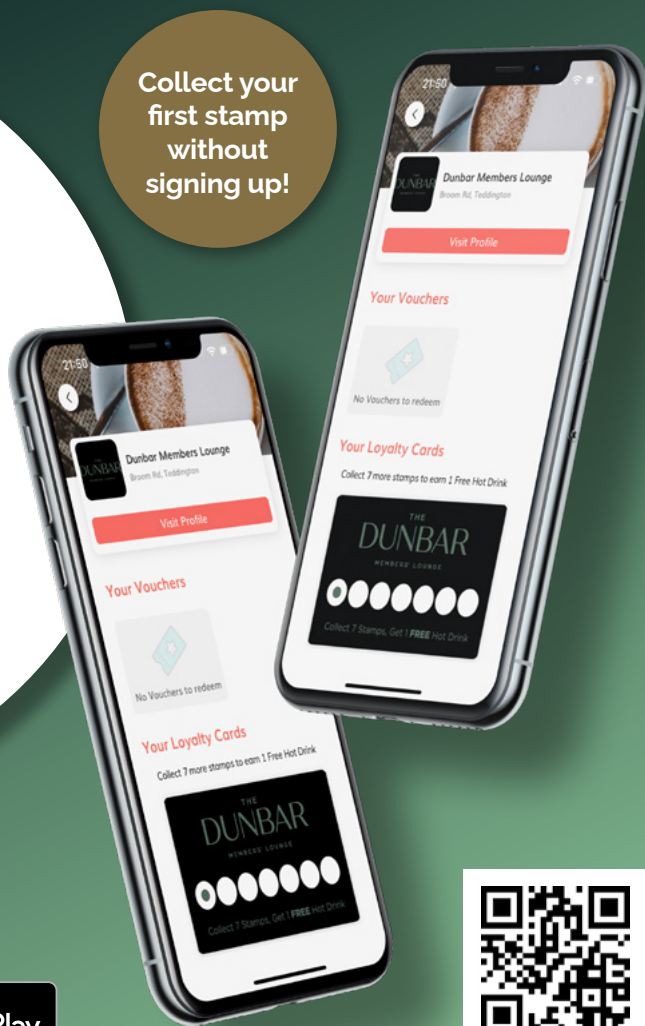 Collect your
first stamp
without
signing up!
21:50
DUNBAR
Dunbar Members Lounge
Broom Rd, Teddington
Visit Profile
Your Vouchers
No Vouchers to redeem
Your Loyalty Cards
Collect 7 more stamps to earn 1 Free Hot Drink
THE
DUNBAR
MEMBERS' LOUNGE
Collect 7 Stamps, Get 1 FREE Hot Drink
21:50
DUNBAR
Dunbar Members Lounge
Broom Rd, Teddington
Visit Profile
Your Vouchers
No Vouchers to redeem
Your Loyalty Cards
Collect 7 more stamps to earn 1 Free Hot Drink
THE
DUNBAR
MEMBERS' LOUNGE
Collect 7 Stamps, Get 1 FREE Hot Drink
Play